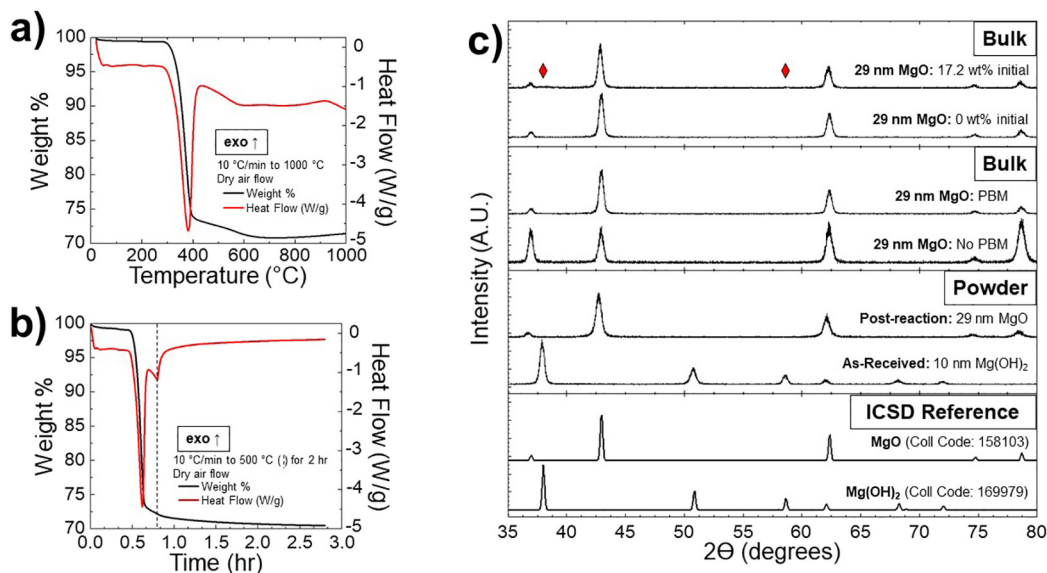 a)
100
95
90
85
80
75
70
Weight %
0
-1
-2
-3
-4
-5
Heat Flow (W/g)
exo ↑
10 °C/min to 1000 °C
Dry air flow
Weight %
Heat Flow (W/g)
0 200 400 600 800 1000
Temperature (°C)
b)
100
95
90
85
80
75
70
Weight %
0
-1
-2
-3
-4
-5
Heat Flow (W/g)
exo ↑
10 °C/min to 500 °C (¦) for 2 hr
Dry air flow
Weight %
Heat Flow (W/g)
0.0 0.5 1.0 1.5 2.0 2.5 3.0
Time (hr)
c)
Intensity (A.U.)
Bulk
29 nm MgO: 17.2 wt% initial
29 nm MgO: 0 wt% initial
Bulk
29 nm MgO: PBM
29 nm MgO: No PBM
Powder
Post-reaction: 29 nm MgO
As-Received: 10 nm Mg(OH)₂
ICSD Reference
MgO (Coll Code: 158103)
Mg(OH)₂ (Coll Code: 169979)
35 40 45 50 55 60 65 70 75 80
2Θ (degrees)